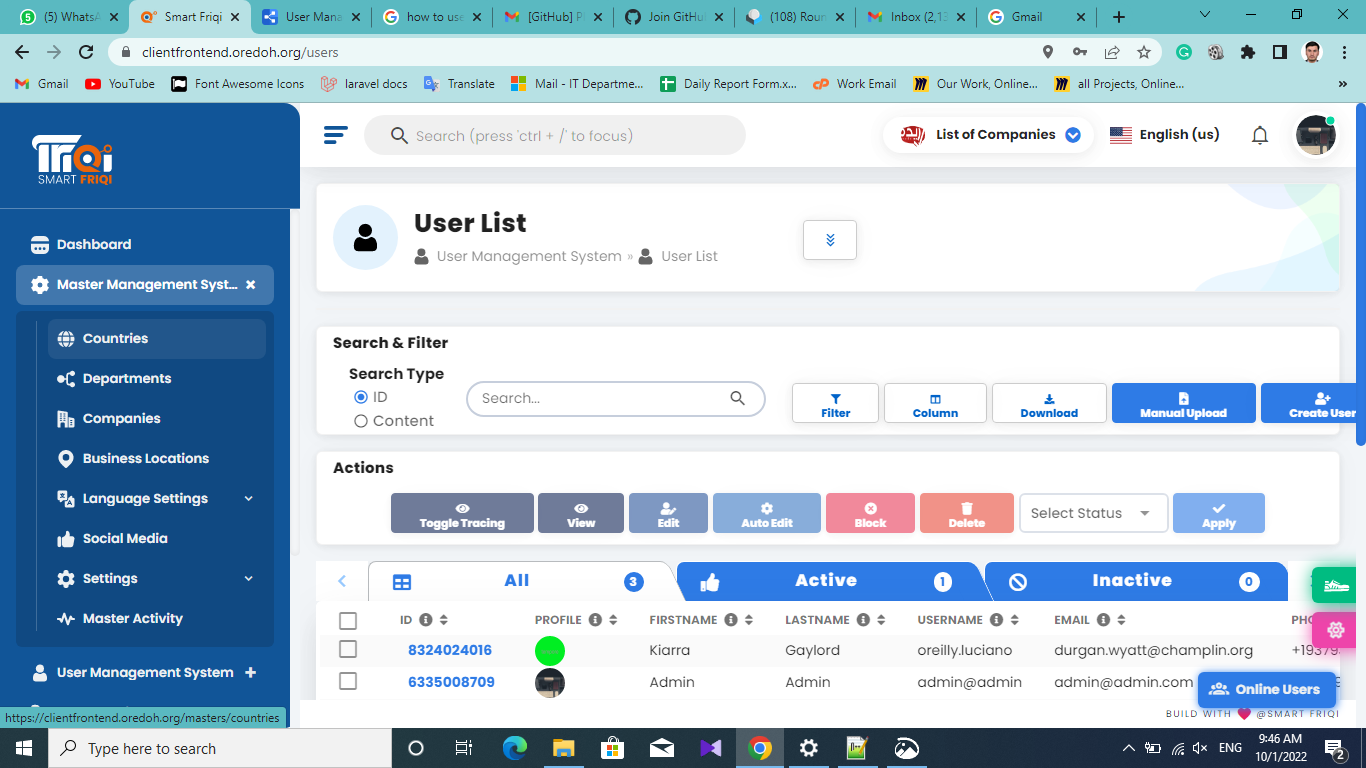 (5) WhatsA
Smart Friqi
User Mana
how to use
[GitHub] Pl
Join GitHu
(108) Roun
Inbox (2,13
Gmail
clientfrontend.oredoh.org/users
Gmail
YouTube
Font Awesome Icons
laravel docs
Translate
Mail - IT Departme...
Daily Report Form.x...
Work Email
Our Work, Online...
all Projects, Online...
»
SMART FRIQI
Search (press 'ctrl + /' to focus)
List of Companies
English (us)
Dashboard
Master Management Syst...
Countries
Departments
Companies
Business Locations
Language Settings
Social Media
Settings
Master Activity
User Management System
https://clientfrontend.oredoh.org/masters/countries
User List
User Management System » User List
Search & Filter
Search Type
ID
Content
Search...
Filter
Column
Download
Manual Upload
Create User
Actions
Toggle Tracing
View
Edit
Auto Edit
Block
Delete
Select Status
Apply
All 3
Active 1
Inactive 0
ID PROFILE FIRSTNAME LASTNAME USERNAME EMAIL PHO
8324024016 Kiarra Gaylord oreilly.luciano durgan.wyatt@champlin.org +19379
6335008709 Admin Admin admin@admin admin@admin.com
Online Users
BUILD WITH @SMART FRIQI
Type here to search
ENG
9:46 AM
10/1/2022
2